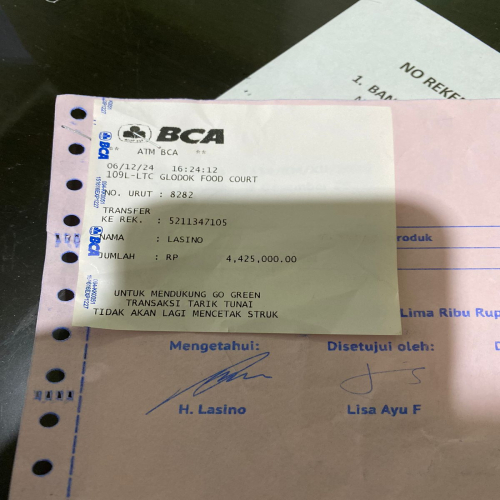 NO REKE
1. BAN
BCA
** ATM BCA **
06/12/24 16:24:12
109L-LTC GLODOK FOOD COURT
NO. URUT : 8282
TRANSFER
KE REK. : 5211347105
NAMA : LASINO
JUMLAH : RP 4,425,000.00
UNTUK MENDUKUNG GO GREEN
TRANSAKSI TARIK TUNAI
TIDAK AKAN LAGI MENCETAK STRUK
BCA
BCA
roduk
Lima Ribu Rup
Mengetahui: Disetujui oleh: D
H. Lasino Lisa Ayu F